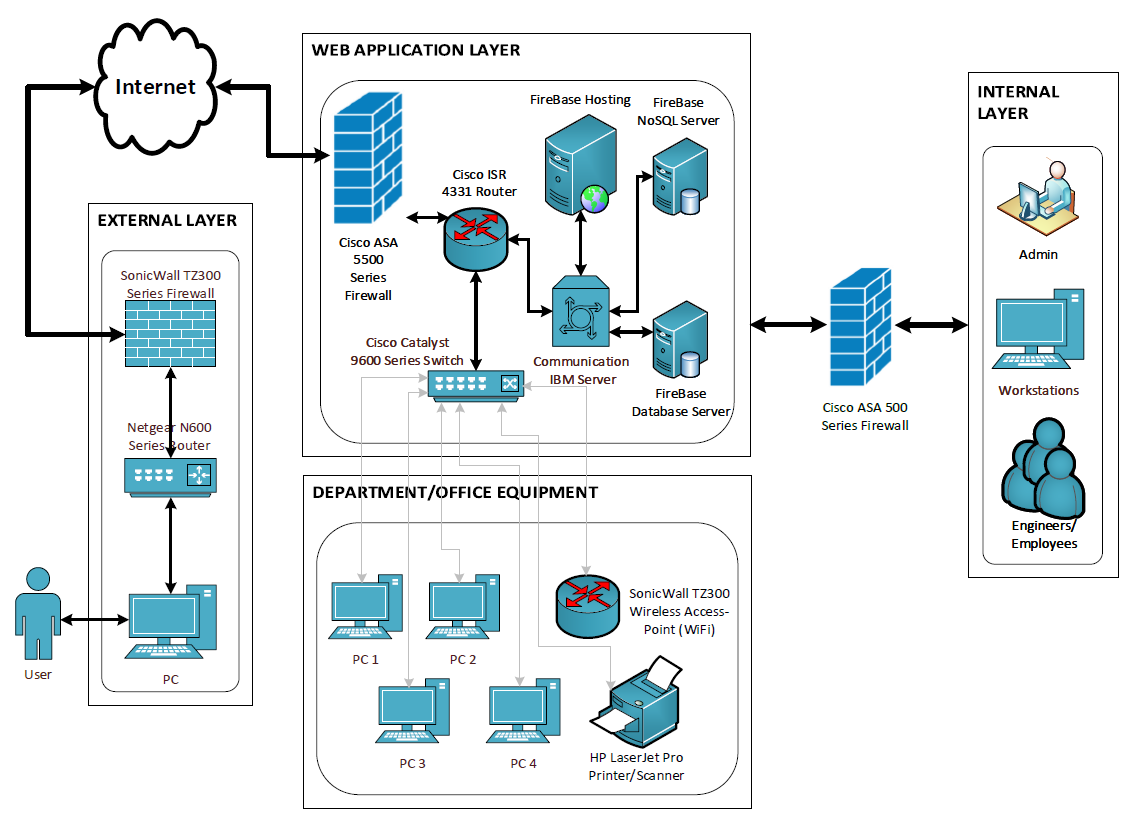 Internet
EXTERNAL LAYER
SonicWall TZ300
Series Firewall
Netgear N600
Series Router
PC
User
WEB APPLICATION LAYER
Cisco ASA
5500
Series
Firewall
Cisco ISR
4331 Router
FireBase Hosting
FireBase
NoSQL Server
Cisco Catalyst
9600 Series Switch
Communication
IBM Server
FireBase
Database Server
DEPARTMENT/OFFICE EQUIPMENT
PC 1
PC 2
SonicWall TZ300
Wireless Access-
Point (WiFi)
PC 3
PC 4
HP LaserJet Pro
Printer/Scanner
Cisco ASA 500
Series Firewall
INTERNAL
LAYER
Admin
Workstations
Engineers/
Employees